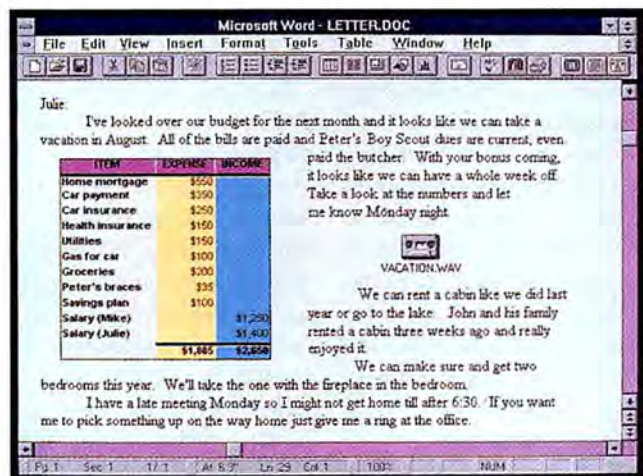 Microsoft Word - LETTER.DOC
File Edit View Insert Format Tools Table Window Help
Julie:
I've looked over our budget for the next month and it looks like we can take a
vacation in August. All of the bills are paid and Peter's Boy Scout dues are current, even
paid the butcher. With your bonus coming,
it looks like we can have a whole week off.
Take a look at the numbers and let
me know Monday night.
ITEM EXPENSE INCOME
Home mortgage $550
Car payment $350
Car insurance $250
Health insurance $150
Utilities $150
Gas for car $100
Groceries $200
Peter's braces $35
Savings plan $100
Salary (Mike) $1,250
Salary (Julie) $1,400
$1,885 $2,650
VACATION.WAV
We can rent a cabin like we did last
year or go to the lake. John and his family
rented a cabin three weeks ago and really
enjoyed it.
We can make sure and get two
bedrooms this year. We'll take the one with the fireplace in the bedroom.
I have a late meeting Monday so I might not get home till after 6:30. If you want
me to pick something up on the way home just give me a ring at the office.
Pg 1 Sec 1 1/1 At 6.9" Ln 29 Col 1 100% NUM